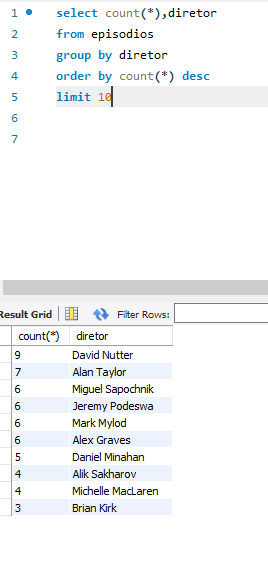 1 select count(*),diretor
2 from episodios
3 group by diretor
4 order by count(*) desc
5 limit 10
6
7
Result Grid Filter Rows:
count(*) diretor
9 David Nutter
7 Alan Taylor
6 Miguel Sapochnik
6 Jeremy Podeswa
6 Mark Mylod
6 Alex Graves
5 Daniel Minahan
4 Alik Sakharov
4 Michelle MacLaren
3 Brian Kirk